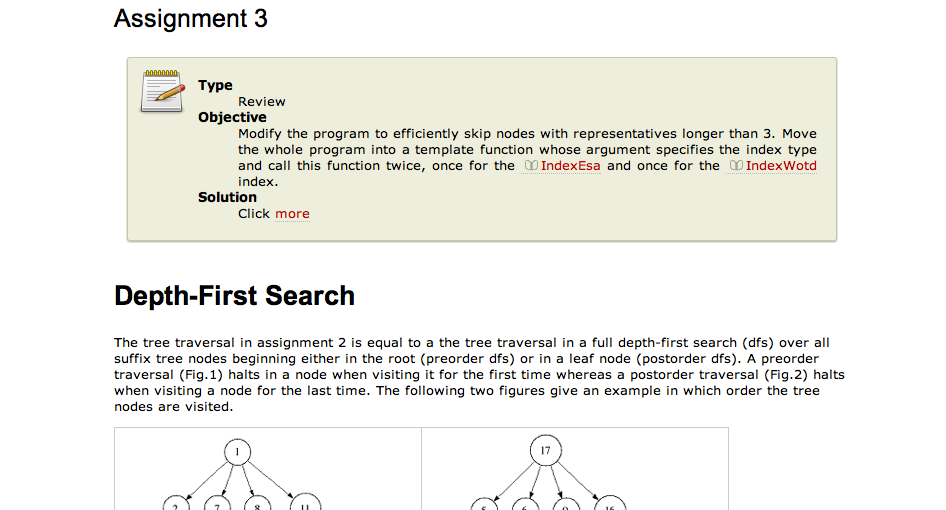 Assignment 3
Type
Review
Objective
Modify the program to efficiently skip nodes with representatives longer than 3. Move
the whole program into a template function whose argument specifies the index type
and call this function twice, once for the IndexEsa and once for the IndexWotd
index.
Solution
Click more
Depth-First Search
The tree traversal in assignment 2 is equal to a the tree traversal in a full depth-first search (dfs) over all
suffix tree nodes beginning either in the root (preorder dfs) or in a leaf node (postorder dfs). A preorder
traversal (Fig.1) halts in a node when visiting it for the first time whereas a postorder traversal (Fig.2) halts
when visiting a node for the last time. The following two figures give an example in which order the tree
nodes are visited.
1 17
2 7 8 11